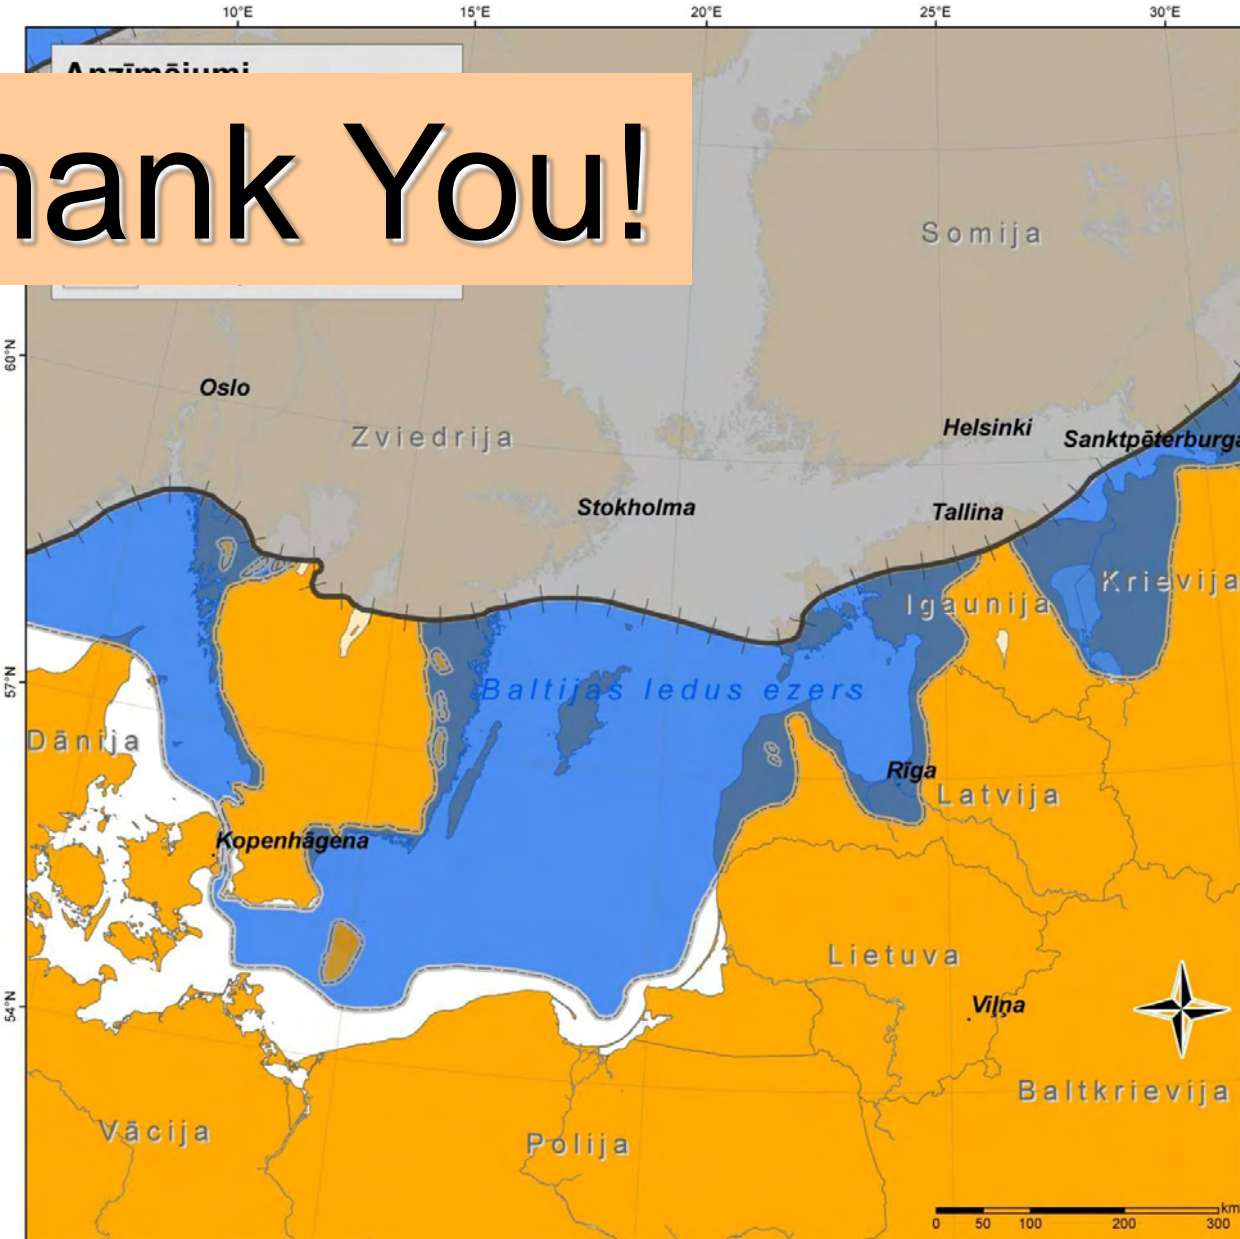 10°E 15°E 20°E 25°E 30°E
Apzīmējumi
hank You!
Somija
60°N
Oslo
Zviedrija
Helsinki
Sanktpēterburga
Stokholma
Tallina
Krievija
Igaunija
57°N
Baltijas ledus ezers
Dānija
Rīga
Latvija
Kopenhāgena
Lietuva
Viļņa
54°N
Baltkrievija
Vācija
Polija
km
0 50 100 200 300